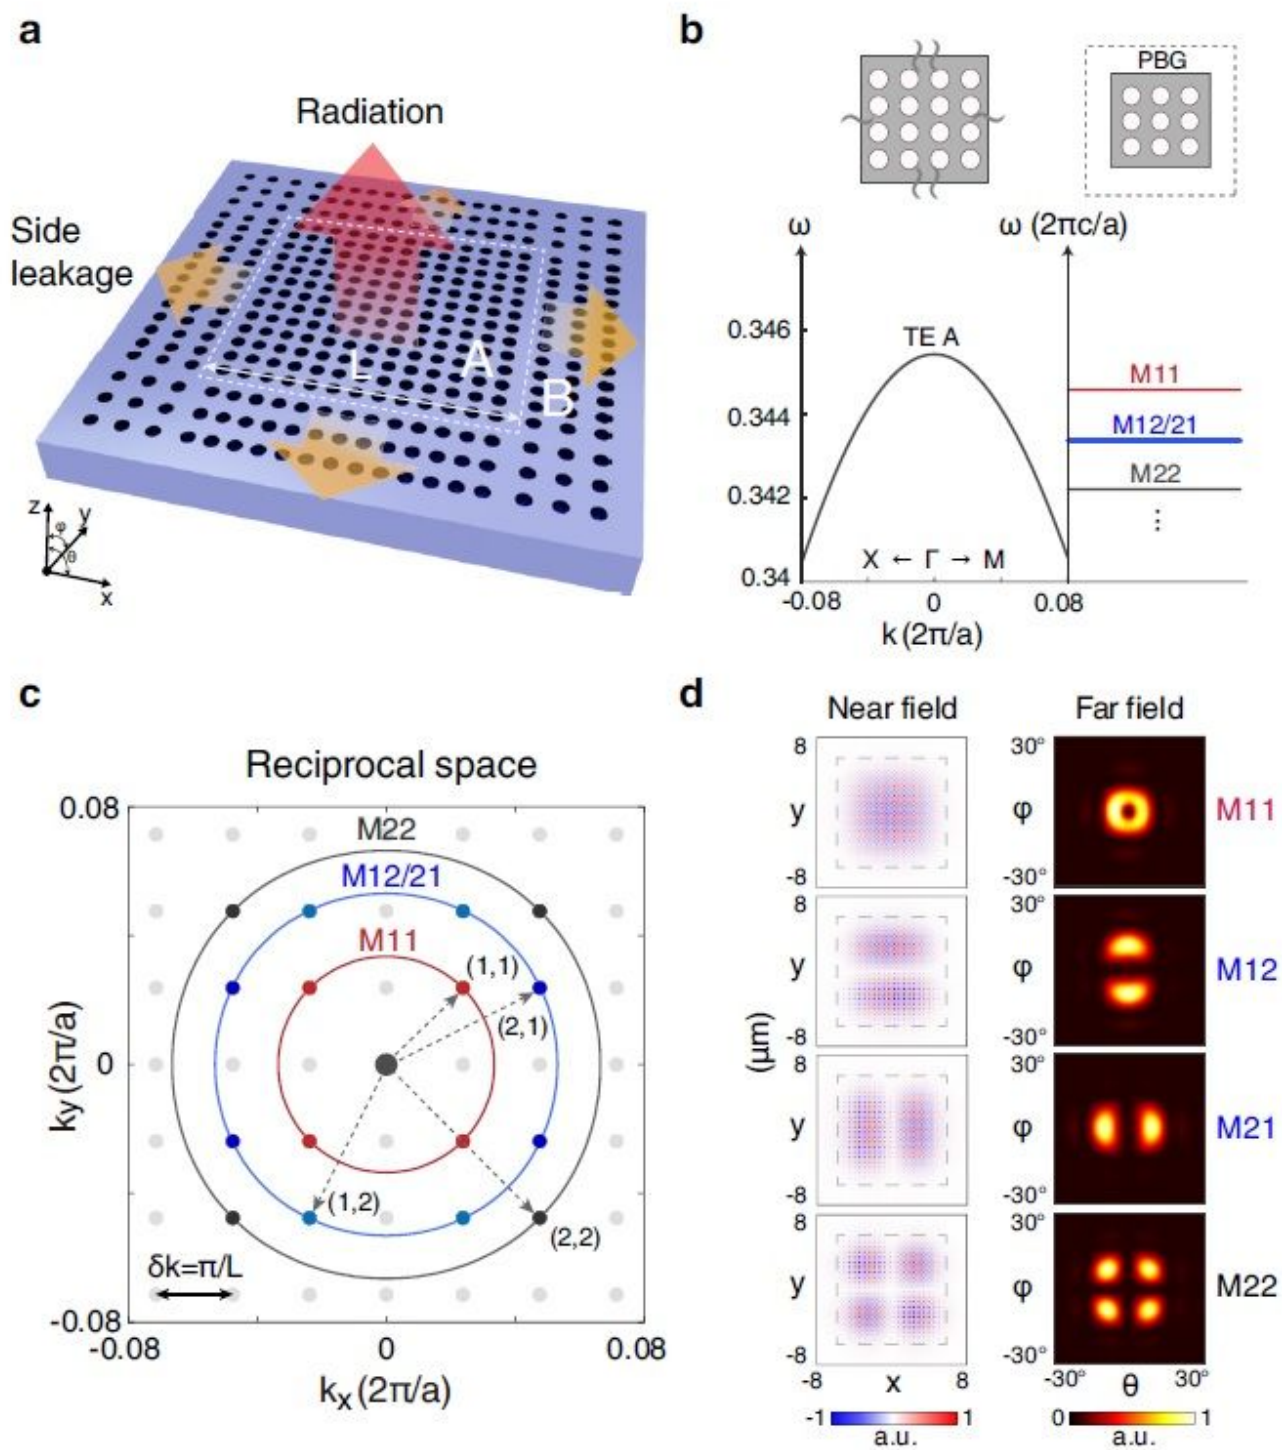 a
Radiation
Side
leakage
L
A
B
z
y
φ
θ
x
b
PBG
ω
ω (2πc/a)
0.346
TE A
M11
0.344
M12/21
M22
0.342
⋮
X ← Γ → M
0.34
-0.08
0
0.08
k (2π/a)
c
Reciprocal space
0.08
M22
M12/21
M11
(1,1)
(2,1)
ky (2π/a)
0
(1,2)
(2,2)
δk=π/L
-0.08
-0.08
0
0.08
kx (2π/a)
d
Near field
Far field
8
30°
y
φ
M11
-8
-30°
8
30°
y
φ
M12
-8
-30°
(μm)
8
30°
y
φ
M21
-8
-30°
8
30°
y
φ
M22
-8
-30°
-8
x
8
-30°
θ
30°
-1
1
0
1
a.u.
a.u.